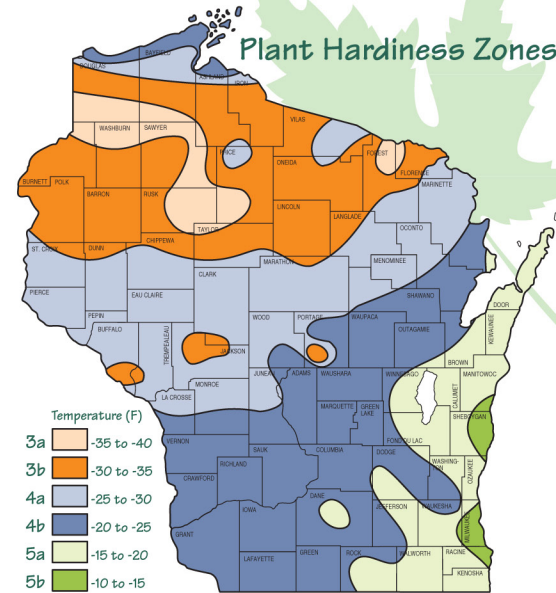 Plant Hardiness Zones
DOUGLAS
BAYFIELD
ASHLAND
IRON
VILAS
WASHBURN
SAWYER
PRICE
ONEIDA
FOREST
FLORENCE
MARINETTE
BURNETT
POLK
BARRON
RUSK
LINCOLN
LANGLADE
TAYLOR
OCONTO
CHIPPEWA
ST. CROIX
DUNN
MARATHON
MENOMINEE
CLARK
PIERCE
EAU CLAIRE
SHAWANO
DOOR
PEPIN
BUFFALO
TREMPEALEAU
WOOD
PORTAGE
WAUPACA
OUTAGAMIE
KEWAUNEE
BROWN
JACKSON
JUNEAU
ADAMS
WAUSHARA
WINNEBAGO
CALUMET
MANITOWOC
MONROE
LA CROSSE
MARQUETTE
GREEN
LAKE
SHEBOYGAN
FOND DU LAC
VERNON
SAUK
COLUMBIA
DODGE
WASHING-
TON
OZAUKEE
RICHLAND
CRAWFORD
DANE
IOWA
JEFFERSON
WAUKESHA
MILWAUKEE
GRANT
LAFAYETTE
GREEN
ROCK
WALWORTH
RACINE
KENOSHA
Temperature (F)
3a -35 to -40
3b -30 to -35
4a -25 to -30
4b -20 to -25
5a -15 to -20
5b -10 to -15